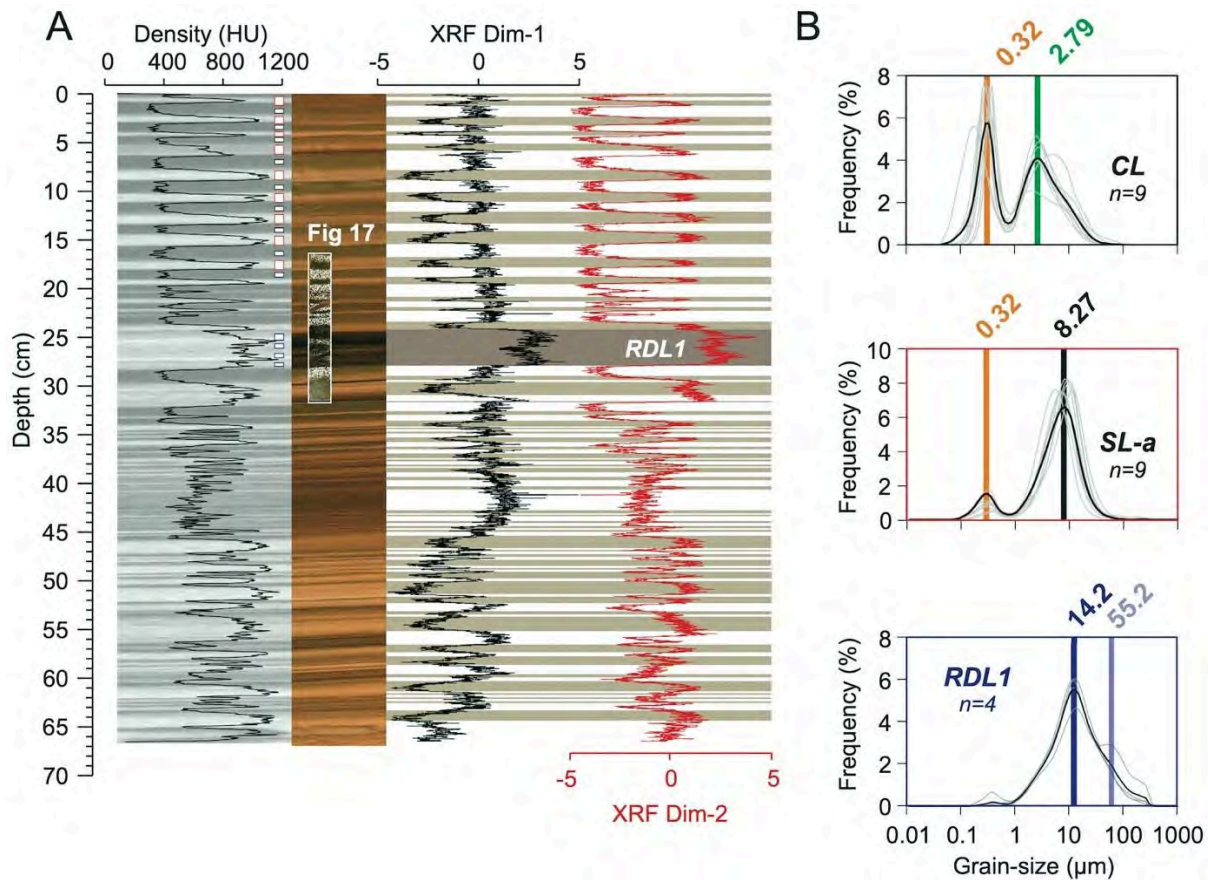 A
Density (HU)
0 400 800 1200
XRF Dim-1
-5 0 5
Depth (cm)
0
5
10
15
20
25
30
35
40
45
50
55
60
65
70
Fig 17
RDL1
-5 0 5
XRF Dim-2
B
0.32 2.79
Frequency (%)
8
6
4
2
0
CL
n=9
0.32 8.27
Frequency (%)
10
8
6
4
2
0
SL-a
n=9
14.2 55.2
Frequency (%)
8
6
4
2
0
RDL1
n=4
0.01 0.1 1 10 100 1000
Grain-size (µm)